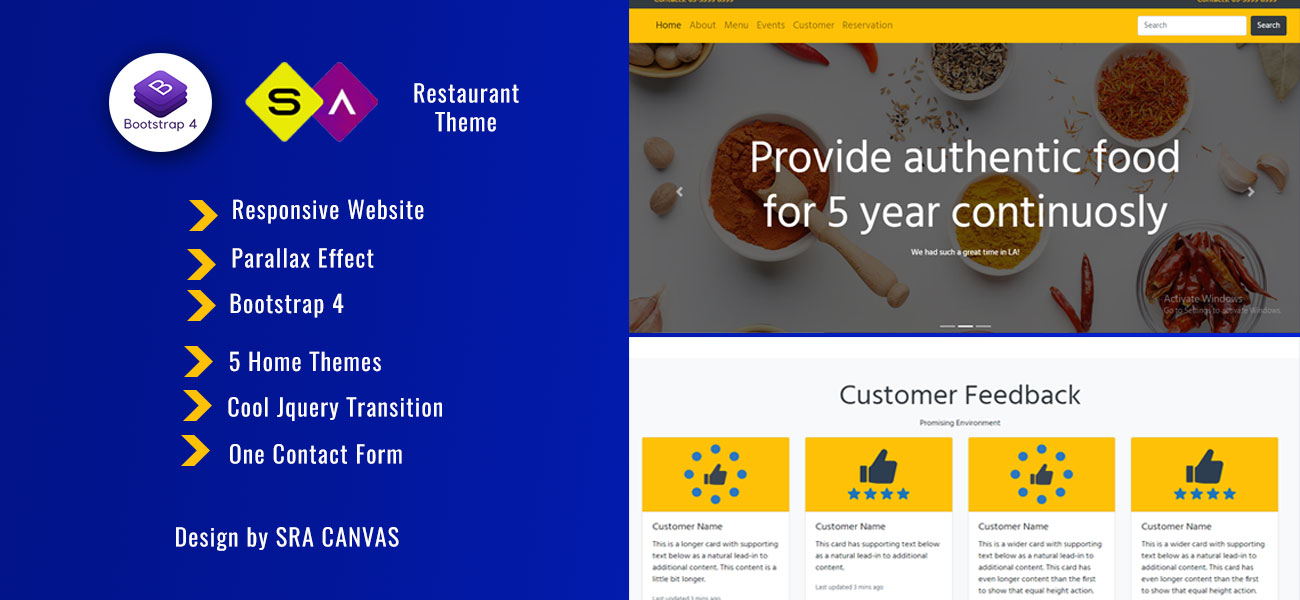 Bootstrap 4
S
Restaurant
Theme
Responsive Website
Parallax Effect
Bootstrap 4
5 Home Themes
Cool Jquery Transition
One Contact Form
Design by SRA CANVAS
Home About Menu Events Customer Reservation
Search Search
Provide authentic food
for 5 year continuosly
We had such a great time in LA!
Activate Windows
Go to Settings to activate Windows.
Customer Feedback
Promising Environment
Customer Name
This is a longer card with supporting
text below as a natural lead-in to
additional content. This content is a
little bit longer.
Last updated 3 mins ago
Customer Name
This card has supporting text below
as a natural lead-in to additional
content.
Last updated 3 mins ago
Customer Name
This is a wider card with supporting
text below as a natural lead-in to
additional content. This card has
even longer content than the first
to show that equal height action.
Customer Name
This is a wider card with supporting
text below as a natural lead-in to
additional content. This card has
even longer content than the first
to show that equal height action.